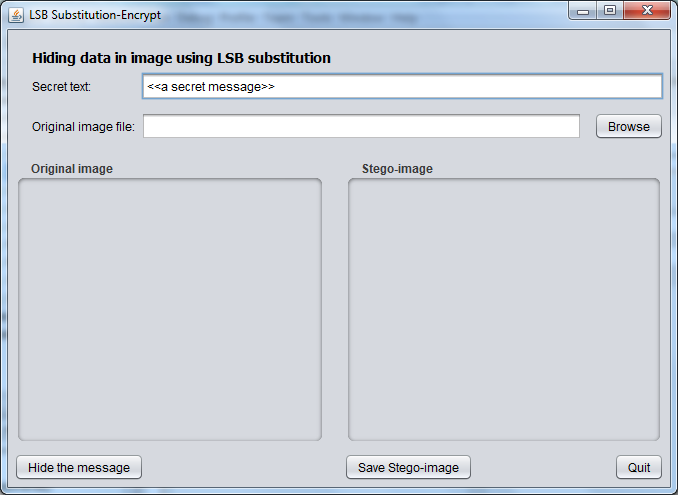 LSB Substitution-Encrypt
Hiding data in image using LSB substitution
Secret text: <<a secret message>>
Original image file: Browse
Original image Stego-image
Hide the message Save Stego-image Quit